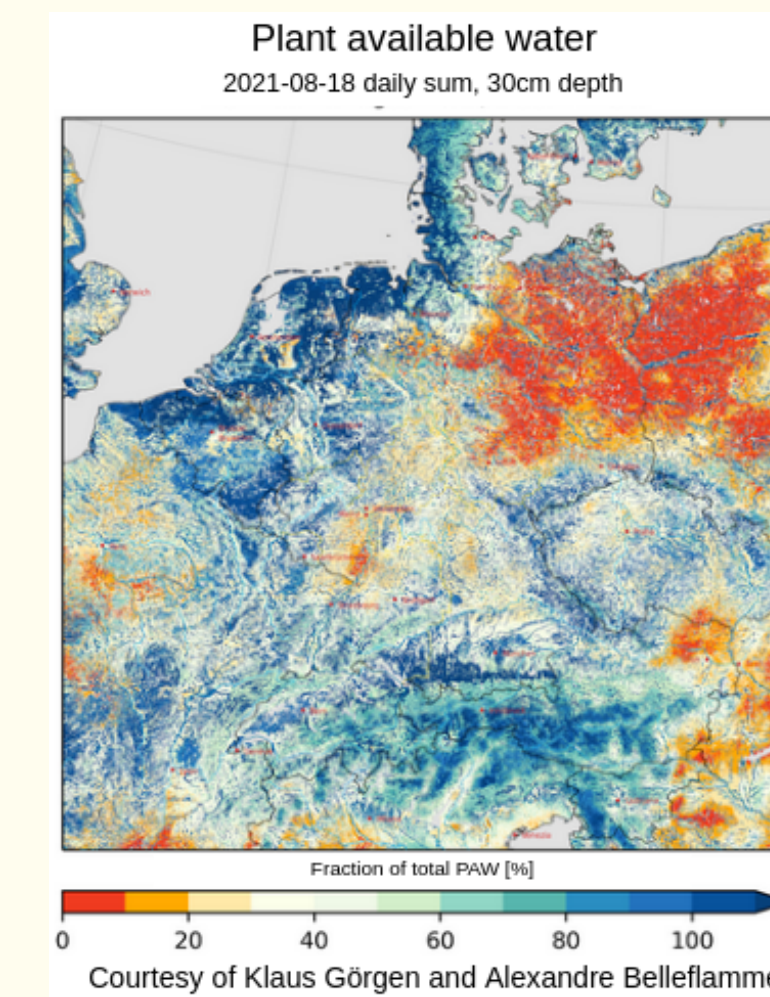 Plant available water
2021-08-18 daily sum, 30cm depth
Venezia
Fraction of total PAW [%]
0 20 40 60 80 100
Courtesy of Klaus Görgen and Alexandre Belleflamme